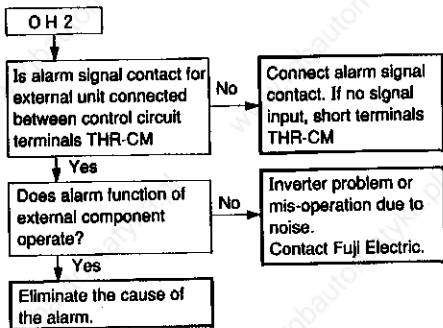 OH2
Is alarm signal contact for
external unit connected
between control circuit
terminals THR-CM
No
Connect alarm signal
contact. If no signal
input, short terminals
THR-CM
Yes
Does alarm function of
external component
operate?
No
Inverter problem or
mis-operation due to
noise.
Contact Fuji Electric.
Yes
Eliminate the cause of
the alarm.